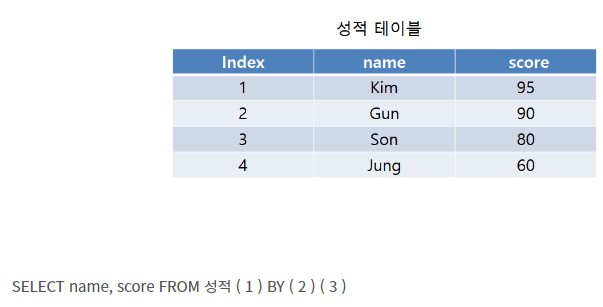 성적 테이블
Index name score
1 Kim 95
2 Gun 90
3 Son 80
4 Jung 60
SELECT name, score FROM 성적 ( 1 ) BY ( 2 ) ( 3 )